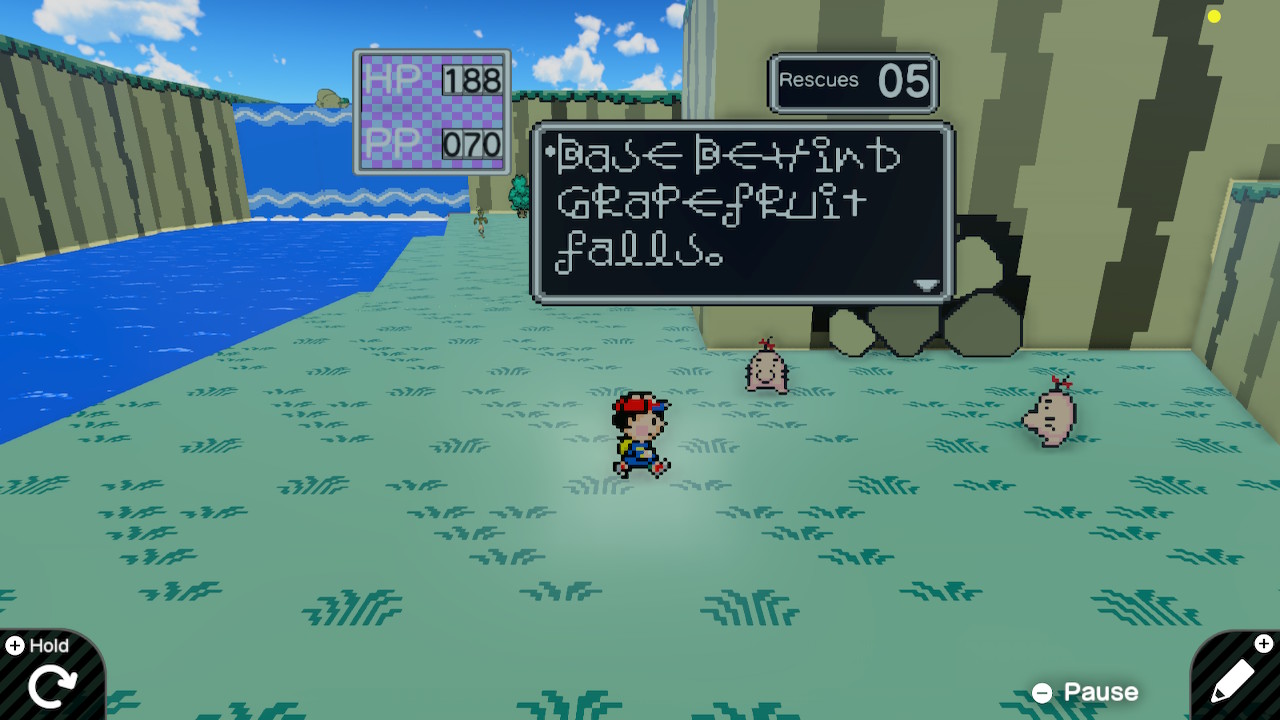 HP 188
PP 070
Rescues 05
•Base Behind
Grapefruit
falls.
Hold
Pause